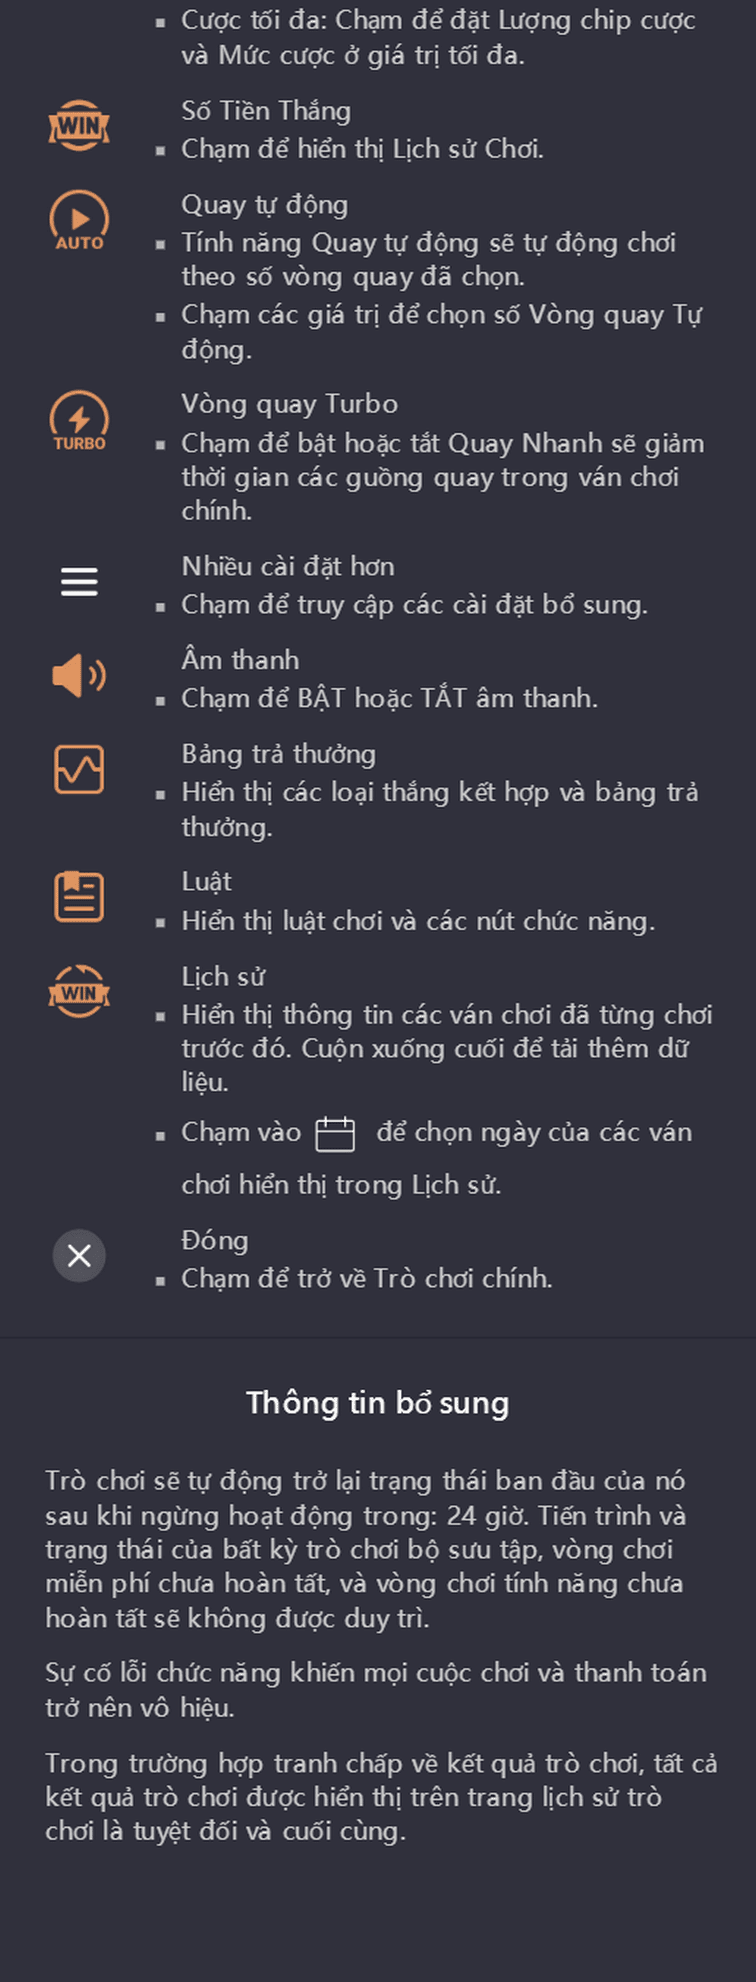 ▪ Cược tối đa: Chạm để đặt Lượng chip cược
và Mức cược ở giá trị tối đa.
WIN
Số Tiền Thắng
▪ Chạm để hiển thị Lịch sử Chơi.
AUTO
Quay tự động
▪ Tính năng Quay tự động sẽ tự động chơi
theo số vòng quay đã chọn.
▪ Chạm các giá trị để chọn số Vòng quay Tự
động.
TURBO
Vòng quay Turbo
▪ Chạm để bật hoặc tắt Quay Nhanh sẽ giảm
thời gian các guồng quay trong ván chơi
chính.
Nhiều cài đặt hơn
▪ Chạm để truy cập các cài đặt bổ sung.
Âm thanh
▪ Chạm để BẬT hoặc TẮT âm thanh.
Bảng trả thưởng
▪ Hiển thị các loại thắng kết hợp và bảng trả
thưởng.
Luật
▪ Hiển thị luật chơi và các nút chức năng.
WIN
Lịch sử
▪ Hiển thị thông tin các ván chơi đã từng chơi
trước đó. Cuộn xuống cuối để tải thêm dữ
liệu.
▪ Chạm vào để chọn ngày của các ván
chơi hiển thị trong Lịch sử.
Đóng
▪ Chạm để trở về Trò chơi chính.
Thông tin bổ sung
Trò chơi sẽ tự động trở lại trạng thái ban đầu của nó
sau khi ngừng hoạt động trong: 24 giờ. Tiến trình và
trạng thái của bất kỳ trò chơi bộ sưu tập, vòng chơi
miễn phí chưa hoàn tất, và vòng chơi tính năng chưa
hoàn tất sẽ không được duy trì.
Sự cố lỗi chức năng khiến mọi cuộc chơi và thanh toán
trở nên vô hiệu.
Trong trường hợp tranh chấp về kết quả trò chơi, tất cả
kết quả trò chơi được hiển thị trên trang lịch sử trò
chơi là tuyệt đối và cuối cùng.